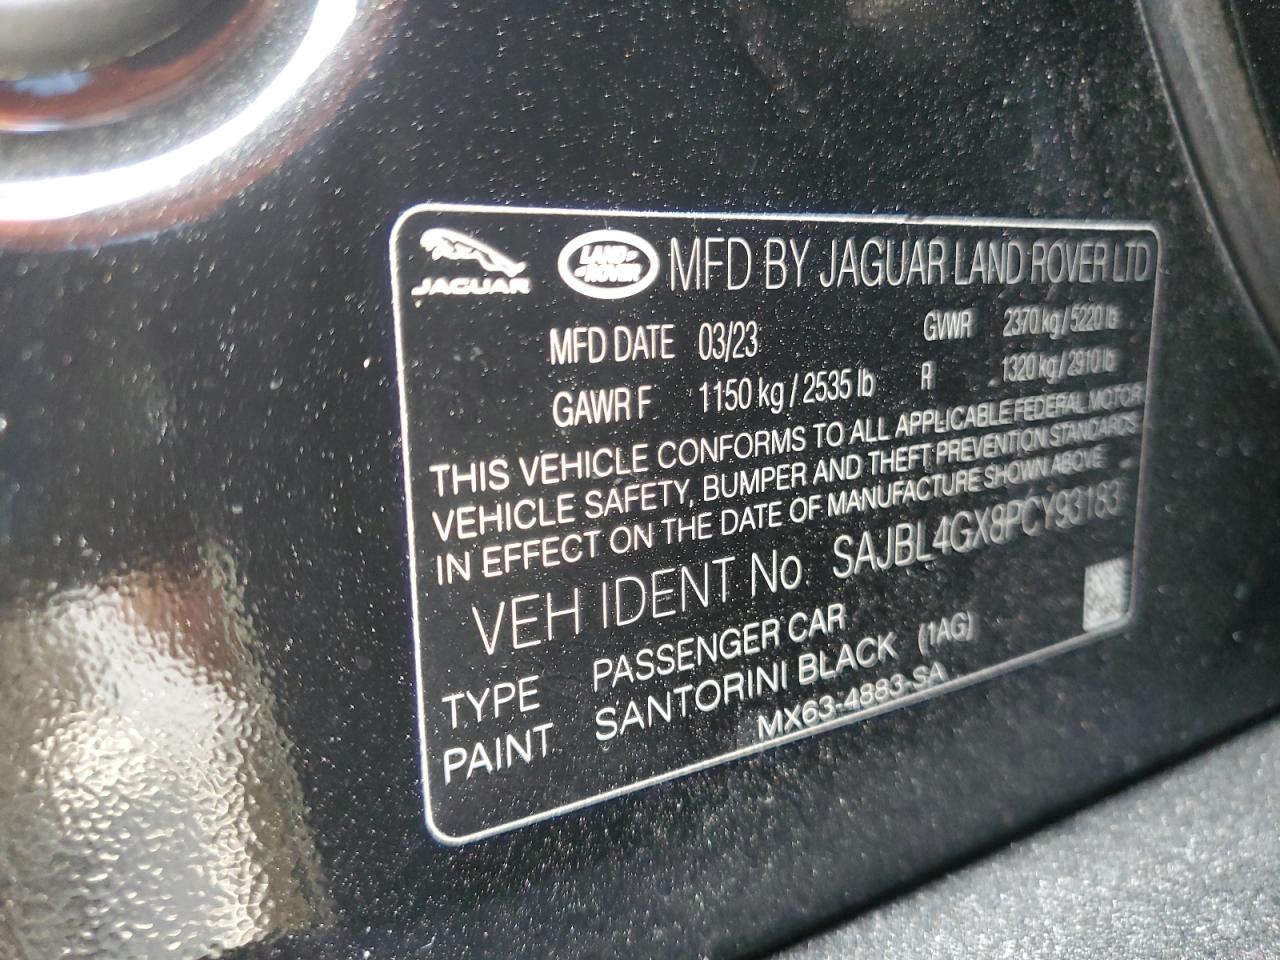 JAGUAR LAND ROVER MFD BY JAGUAR LAND ROVER LTD
MFD DATE 03/23 GVWR 2370 kg / 5220 lb
GAWR F 1150 kg / 2535 lb R 1320 kg / 2910 lb
THIS VEHICLE CONFORMS TO ALL APPLICABLE FEDERAL MOTOR
VEHICLE SAFETY, BUMPER AND THEFT PREVENTION STANDARDS
IN EFFECT ON THE DATE OF MANUFACTURE SHOWN ABOVE
VEH IDENT No SAJBL4GX8PCY93183
TYPE PASSENGER CAR
PAINT SANTORINI BLACK (1AG)
MX63-4883-SA